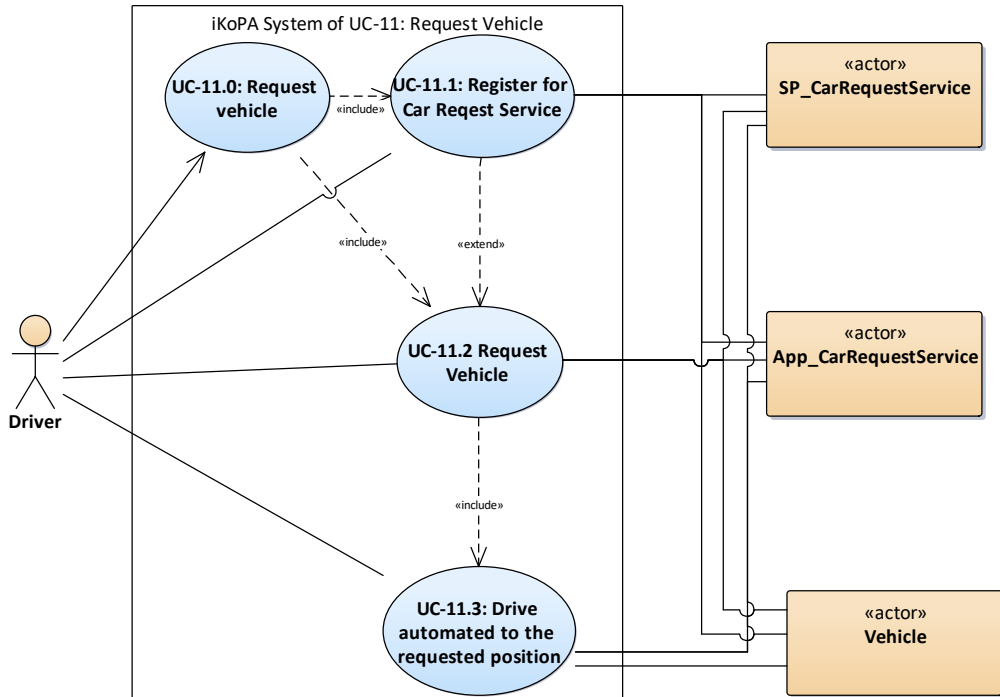 iKoPA System of UC-11: Request Vehicle
UC-11.0: Request
vehicle
«include»
UC-11.1: Register for
Car Reqest Service
«actor»
SP_CarRequestService
«include»
«extend»
Driver
UC-11.2 Request
Vehicle
«actor»
App_CarRequestService
«include»
UC-11.3: Drive
automated to the
requested position
«actor»
Vehicle